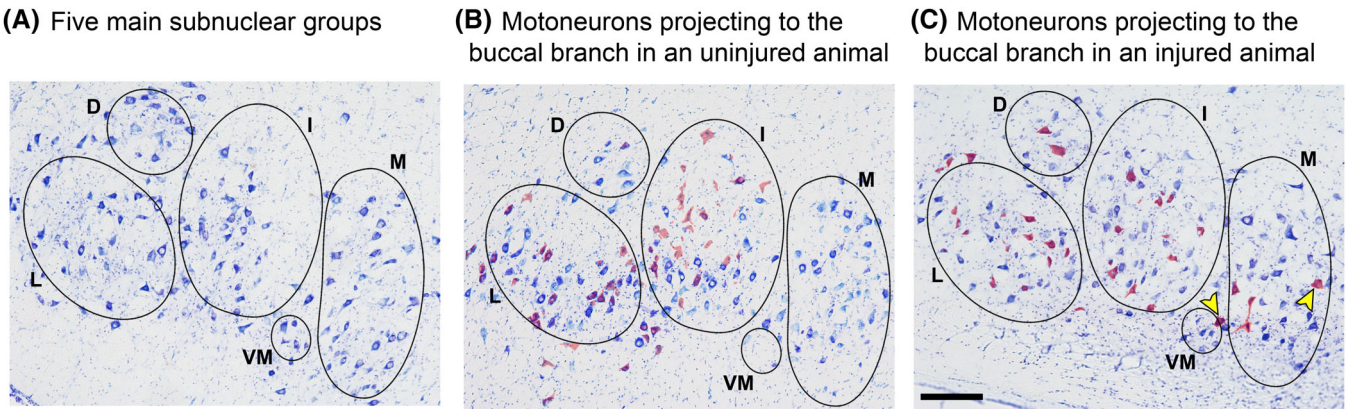 (A) Five main subnuclear groups
(B) Motoneurons projecting to the
buccal branch in an uninjured animal
(C) Motoneurons projecting to the
buccal branch in an injured animal
D
I
M
L
VM
D
I
M
L
VM
D
I
M
L
VM